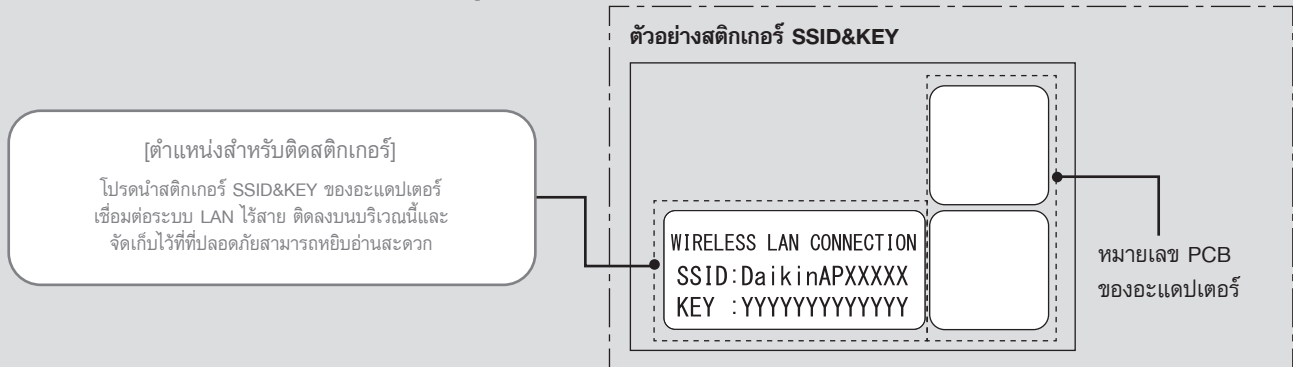 ตัวอย่างสติกเกอร์ SSID&KEY
[ตำแหน่งสำหรับติดสติกเกอร์]
โปรดนำสติกเกอร์ SSID&KEY ของอะแดปเตอร์
เชื่อมต่อระบบ LAN ไร้สาย ติดลงบนบริเวณนี้และ
จัดเก็บไว้ที่ที่ปลอดภัยสามารถหยิบอ่านสะดวก
WIRELESS LAN CONNECTION
SSID:DaikinAPXXXXX
KEY :YYYYYYYYYYYYY
หมายเลข PCB
ของอะแดปเตอร์